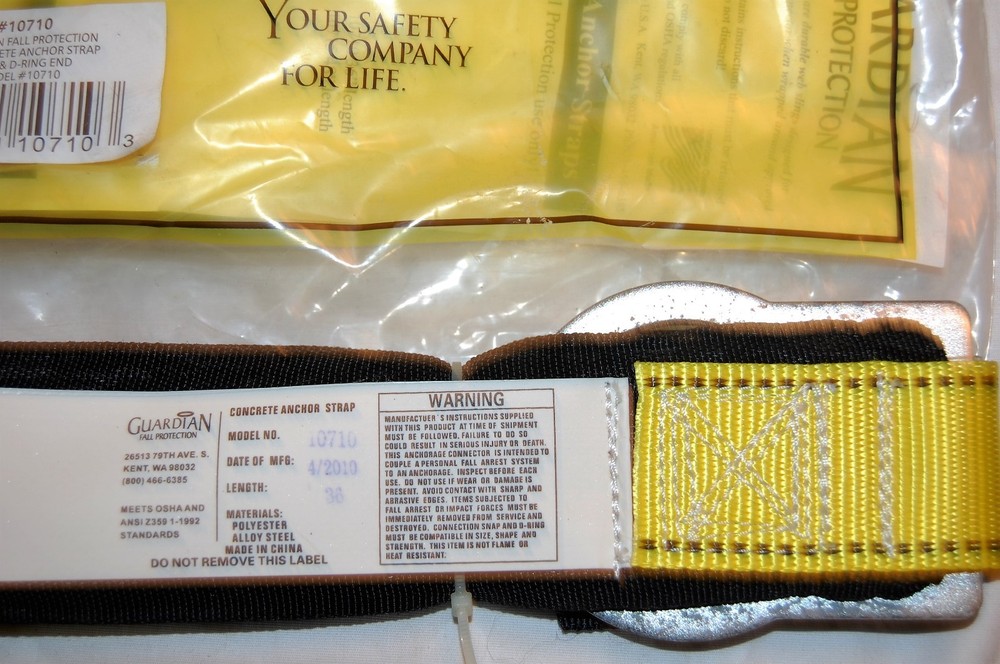 #10710
N FALL PROTECTION
ETE ANCHOR STRAP
& D-RING END
DEL #10710
10710 3
YOUR SAFETY
COMPANY
FOR LIFE.
length
length
l Protection use only
Anchor Straps
ARDIAN
PROTECTION
GUARDIAN
FALL PROTECTION
26513 79TH AVE. S.
KENT, WA 98032
(800) 466-6385
MEETS OSHA AND
ANSI Z359 1-1992
STANDARDS
CONCRETE ANCHOR STRAP
MODEL NO. 10710
DATE OF MFG: 4/2010
LENGTH: 36
MATERIALS:
POLYESTER
ALLOY STEEL
MADE IN CHINA
DO NOT REMOVE THIS LABEL
WARNING
MANUFACTUER'S INSTRUCTIONS SUPPLIED
WITH THIS PRODUCT AT TIME OF SHIPMENT
MUST BE FOLLOWED, FAILURE TO DO SO
COULD RESULT IN SERIOUS INJURY OR DEATH.
THIS ANCHORAGE CONNECTOR IS INTENDED TO
COUPLE A PERSONAL FALL ARREST SYSTEM
TO AN ANCHORAGE. INSPECT BEFORE EACH
USE. DO NOT USE IF WEAR OR DAMAGE IS
PRESENT. AVOID CONTACT WITH SHARP AND
ABRASIVE EDGES. ITEMS SUBJECTED TO
FALL ARREST OR IMPACT FORCES MUST BE
IMMEDIATELY REMOVED FROM SERVICE AND
DESTROYED. CONNECTION SNAP AND D-RING
MUST BE COMPATIBLE IN SIZE, SHAPE AND
STRENGTH. THIS ITEM IS NOT FLAME OR
HEAT RESISTANT.